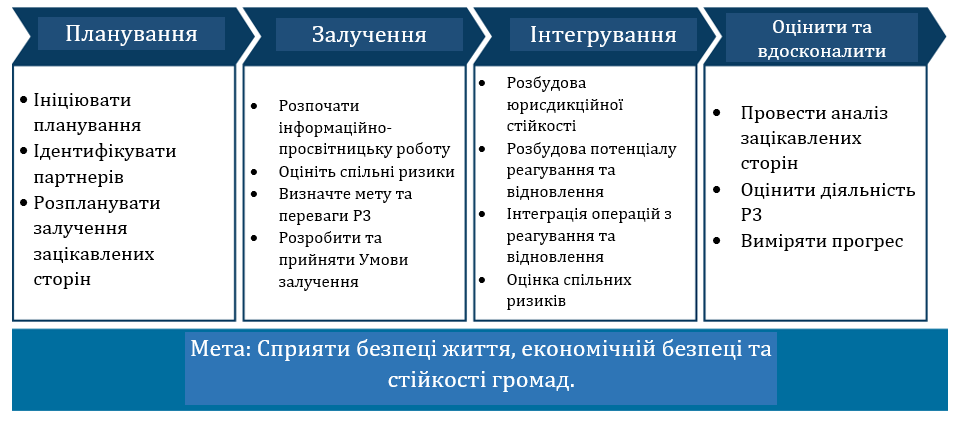 Планування
• Ініціювати
планування
• Ідентифікувати
партнерів
• Розпланувати
залучення
зацікавлених
сторін
Залучення
• Розпочати
інформаційно-
просвітницьку роботу
• Оцініть спільні ризики
• Визначте мету та
переваги РЗ
• Розробити та
прийняти Умови
залучення
Інтегрування
• Розбудова
юрисдикційної
стійкості
• Розбудова потенціалу
реагування та
відновлення
• Інтеграція операцій з
реагування та
відновлення
• Оцінка спільних
ризиків
Оцінити та
вдосконалити
• Провести аналіз
зацікавлених
сторін
• Оцінити діяльність
РЗ
• Виміряти прогрес
Мета: Сприяти безпеці життя, економічній безпеці та
стійкості громад.